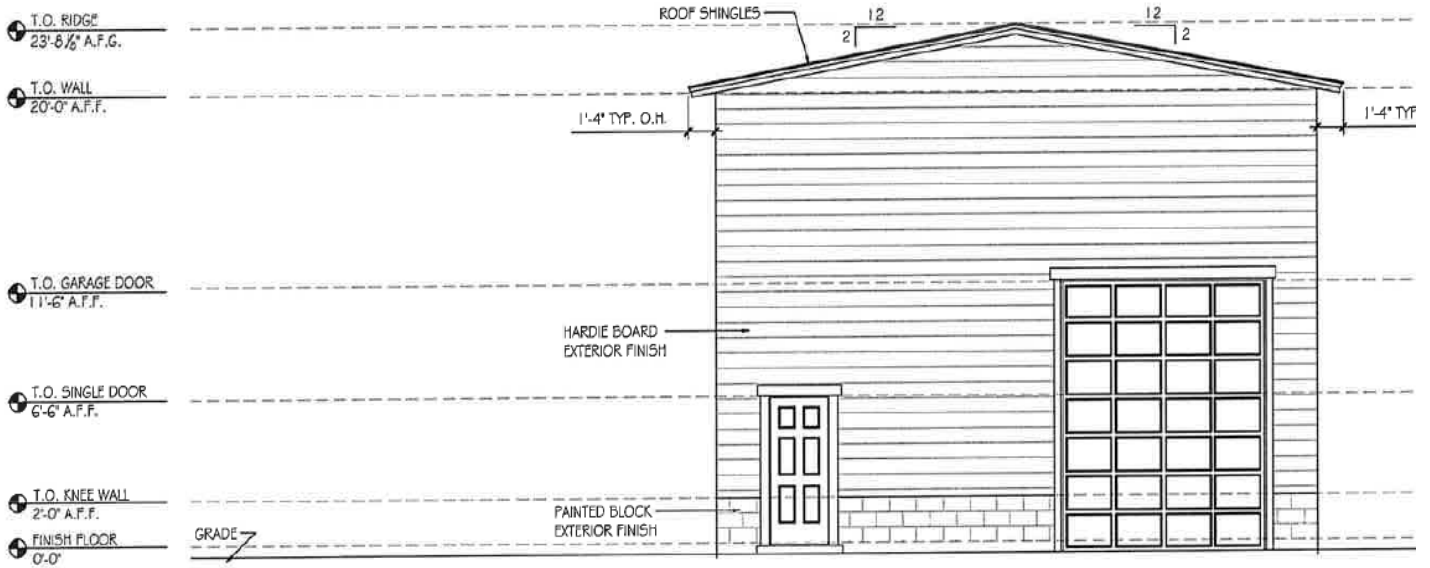 T.O. RIDGE
23'-8 ½" A.F.G.
T.O. WALL
20'-0" A.F.F.
T.O. GARAGE DOOR
11'-6" A.F.F.
T.O. SINGLE DOOR
6'-6" A.F.F.
T.O. KNEE WALL
2'-0" A.F.F.
FINISH FLOOR
0'-0"
GRADE
ROOF SHINGLES
12
2
12
2
1'-4" TYP. O.H.
1'-4" TYP
HARDIE BOARD
EXTERIOR FINISH
PAINTED BLOCK
EXTERIOR FINISH